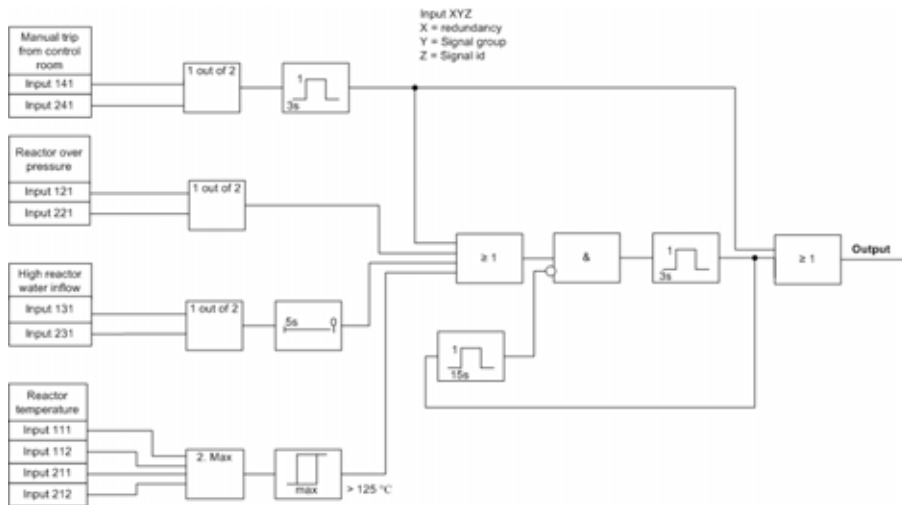 Input XYZ
X = redundancy
Y = Signal group
Z = Signal id
Manual trip
from control
room
Input 141
Input 241
1 out of 2
1
3s
Reactor over
pressure
Input 121
Input 221
1 out of 2
≥ 1
&
1
3s
≥ 1
Output
High reactor
water inflow
Input 131
Input 231
1 out of 2
5s
0
1
15s
Reactor
temperature
Input 111
Input 112
Input 211
Input 212
2. Max
max
> 125 °C